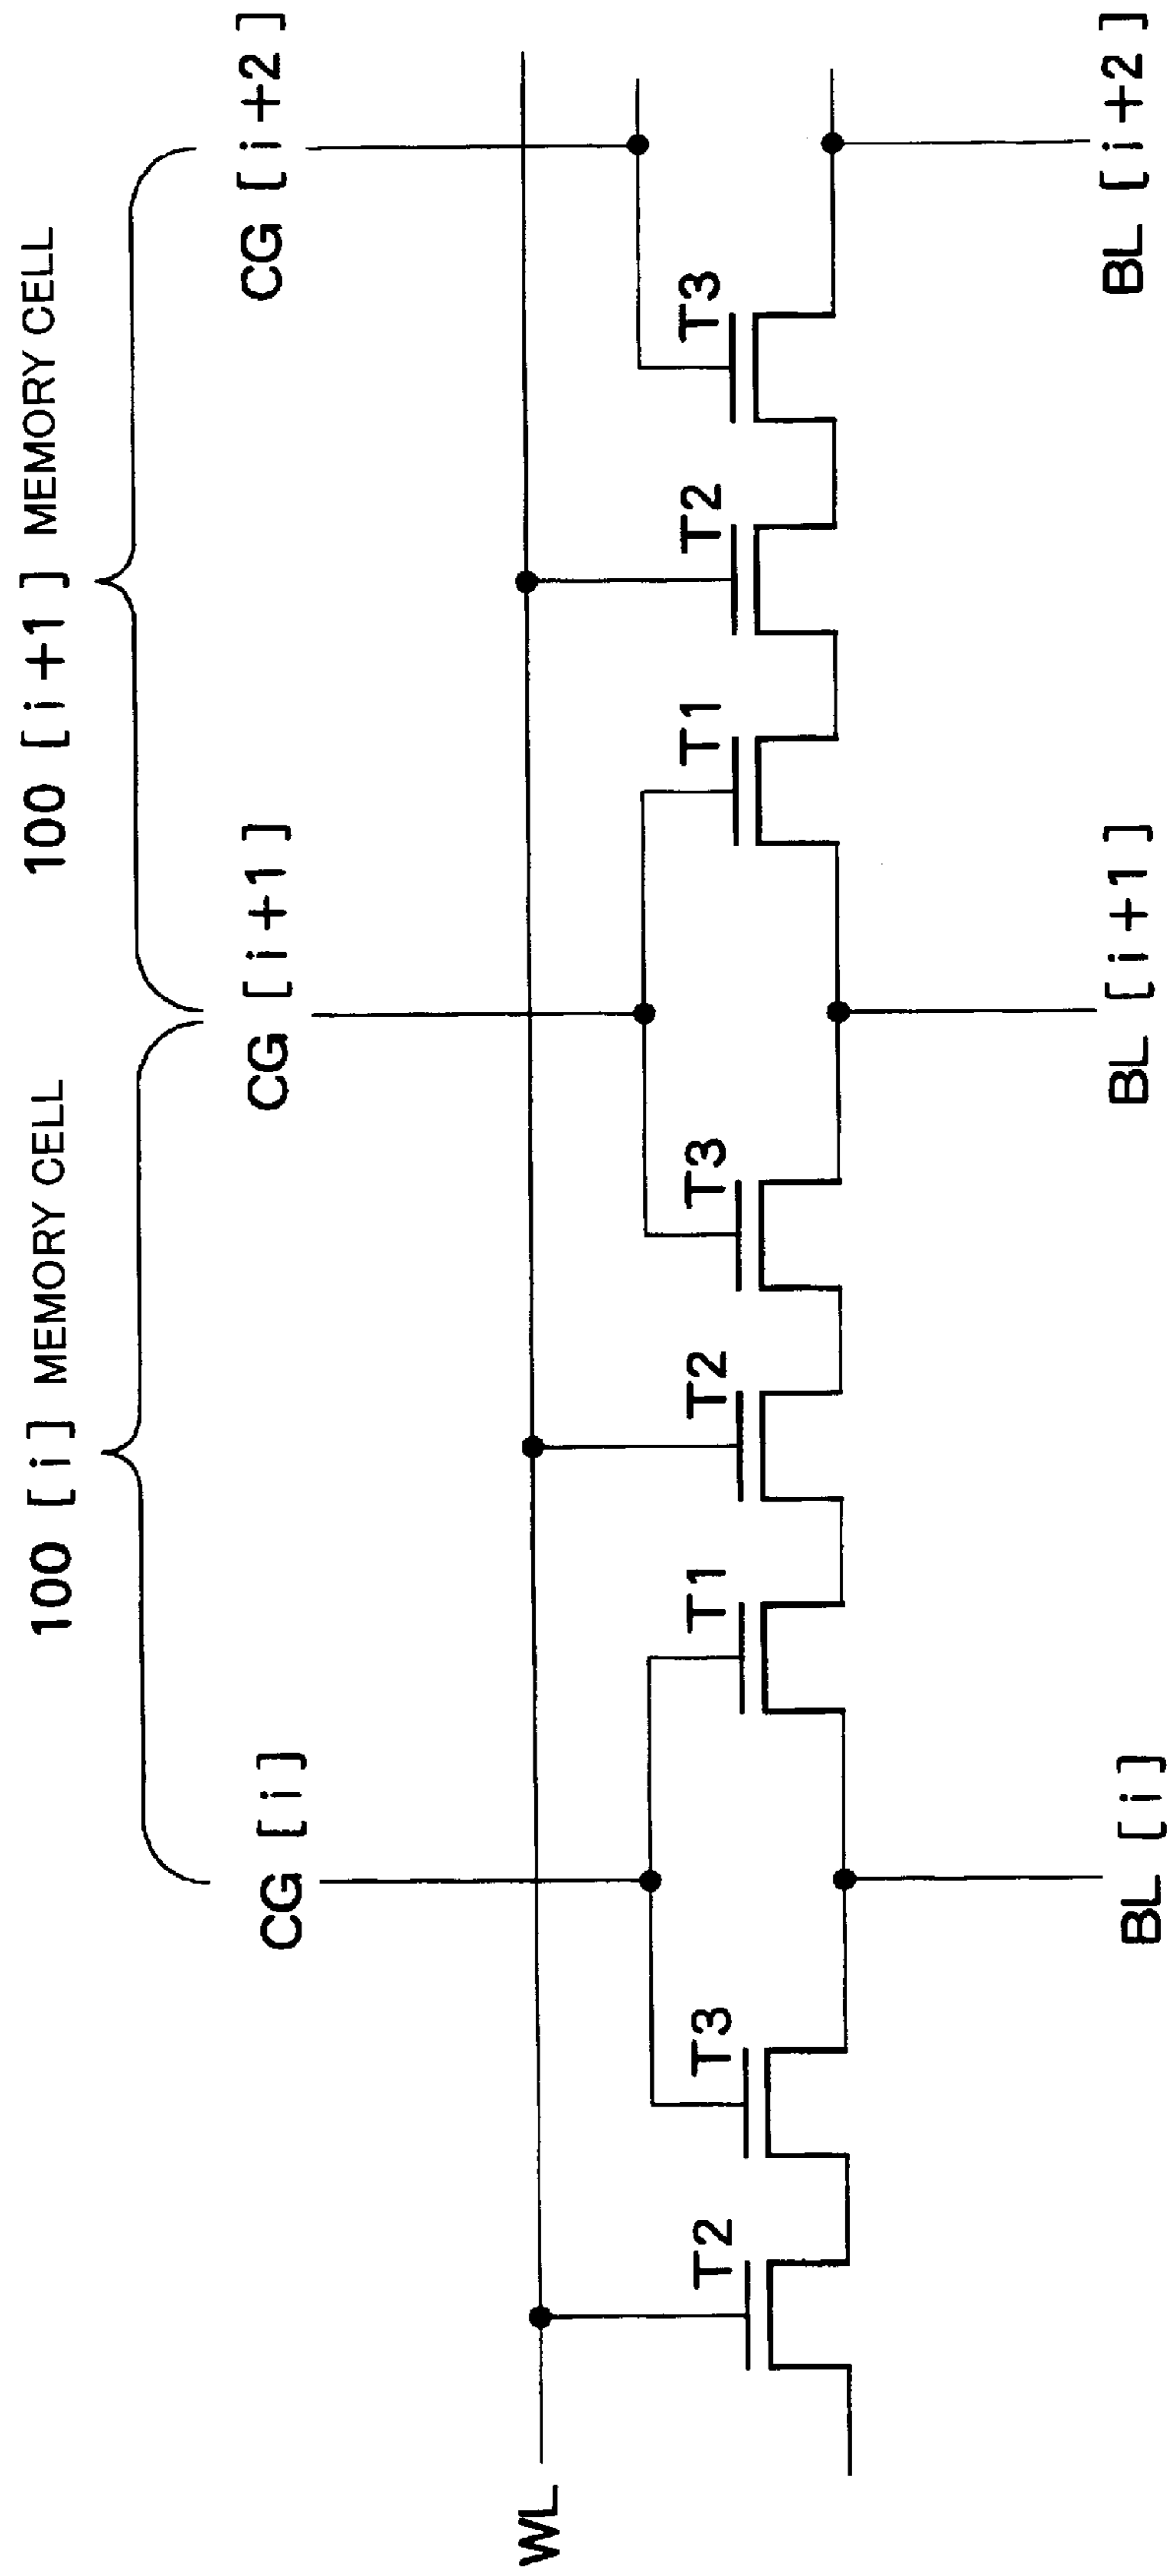 100 [ i ] MEMORY CELL
100 [ i +1 ] MEMORY CELL
CG [ i ]
CG [ i +1 ]
CG [ i +2 ]
WL
T2
T3
T1
T2
T3
T1
T2
T3
BL [ i ]
BL [ i +1 ]
BL [ i +2 ]